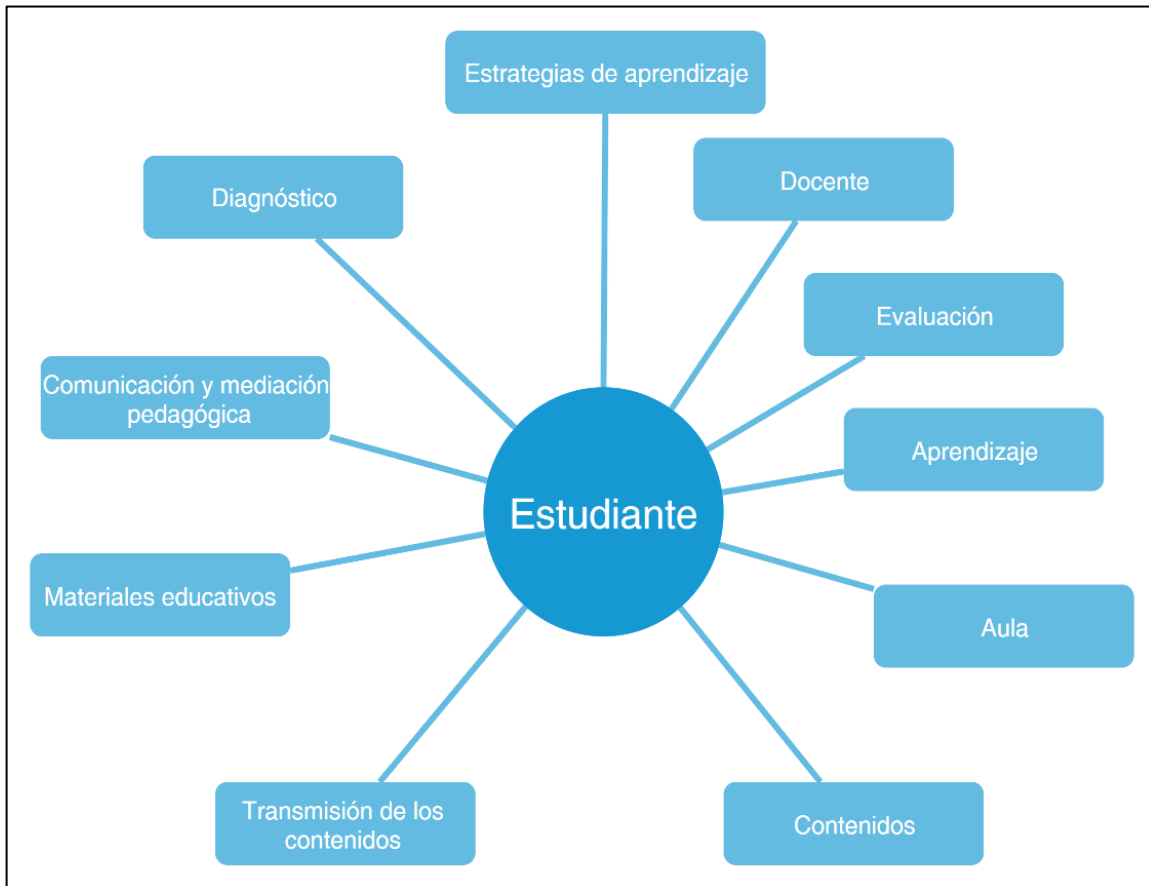 Estrategias de aprendizaje
Docente
Diagnóstico
Evaluación
Comunicación y mediación
pedagógica
Aprendizaje
Estudiante
Materiales educativos
Aula
Transmisión de los
contenidos
Contenidos